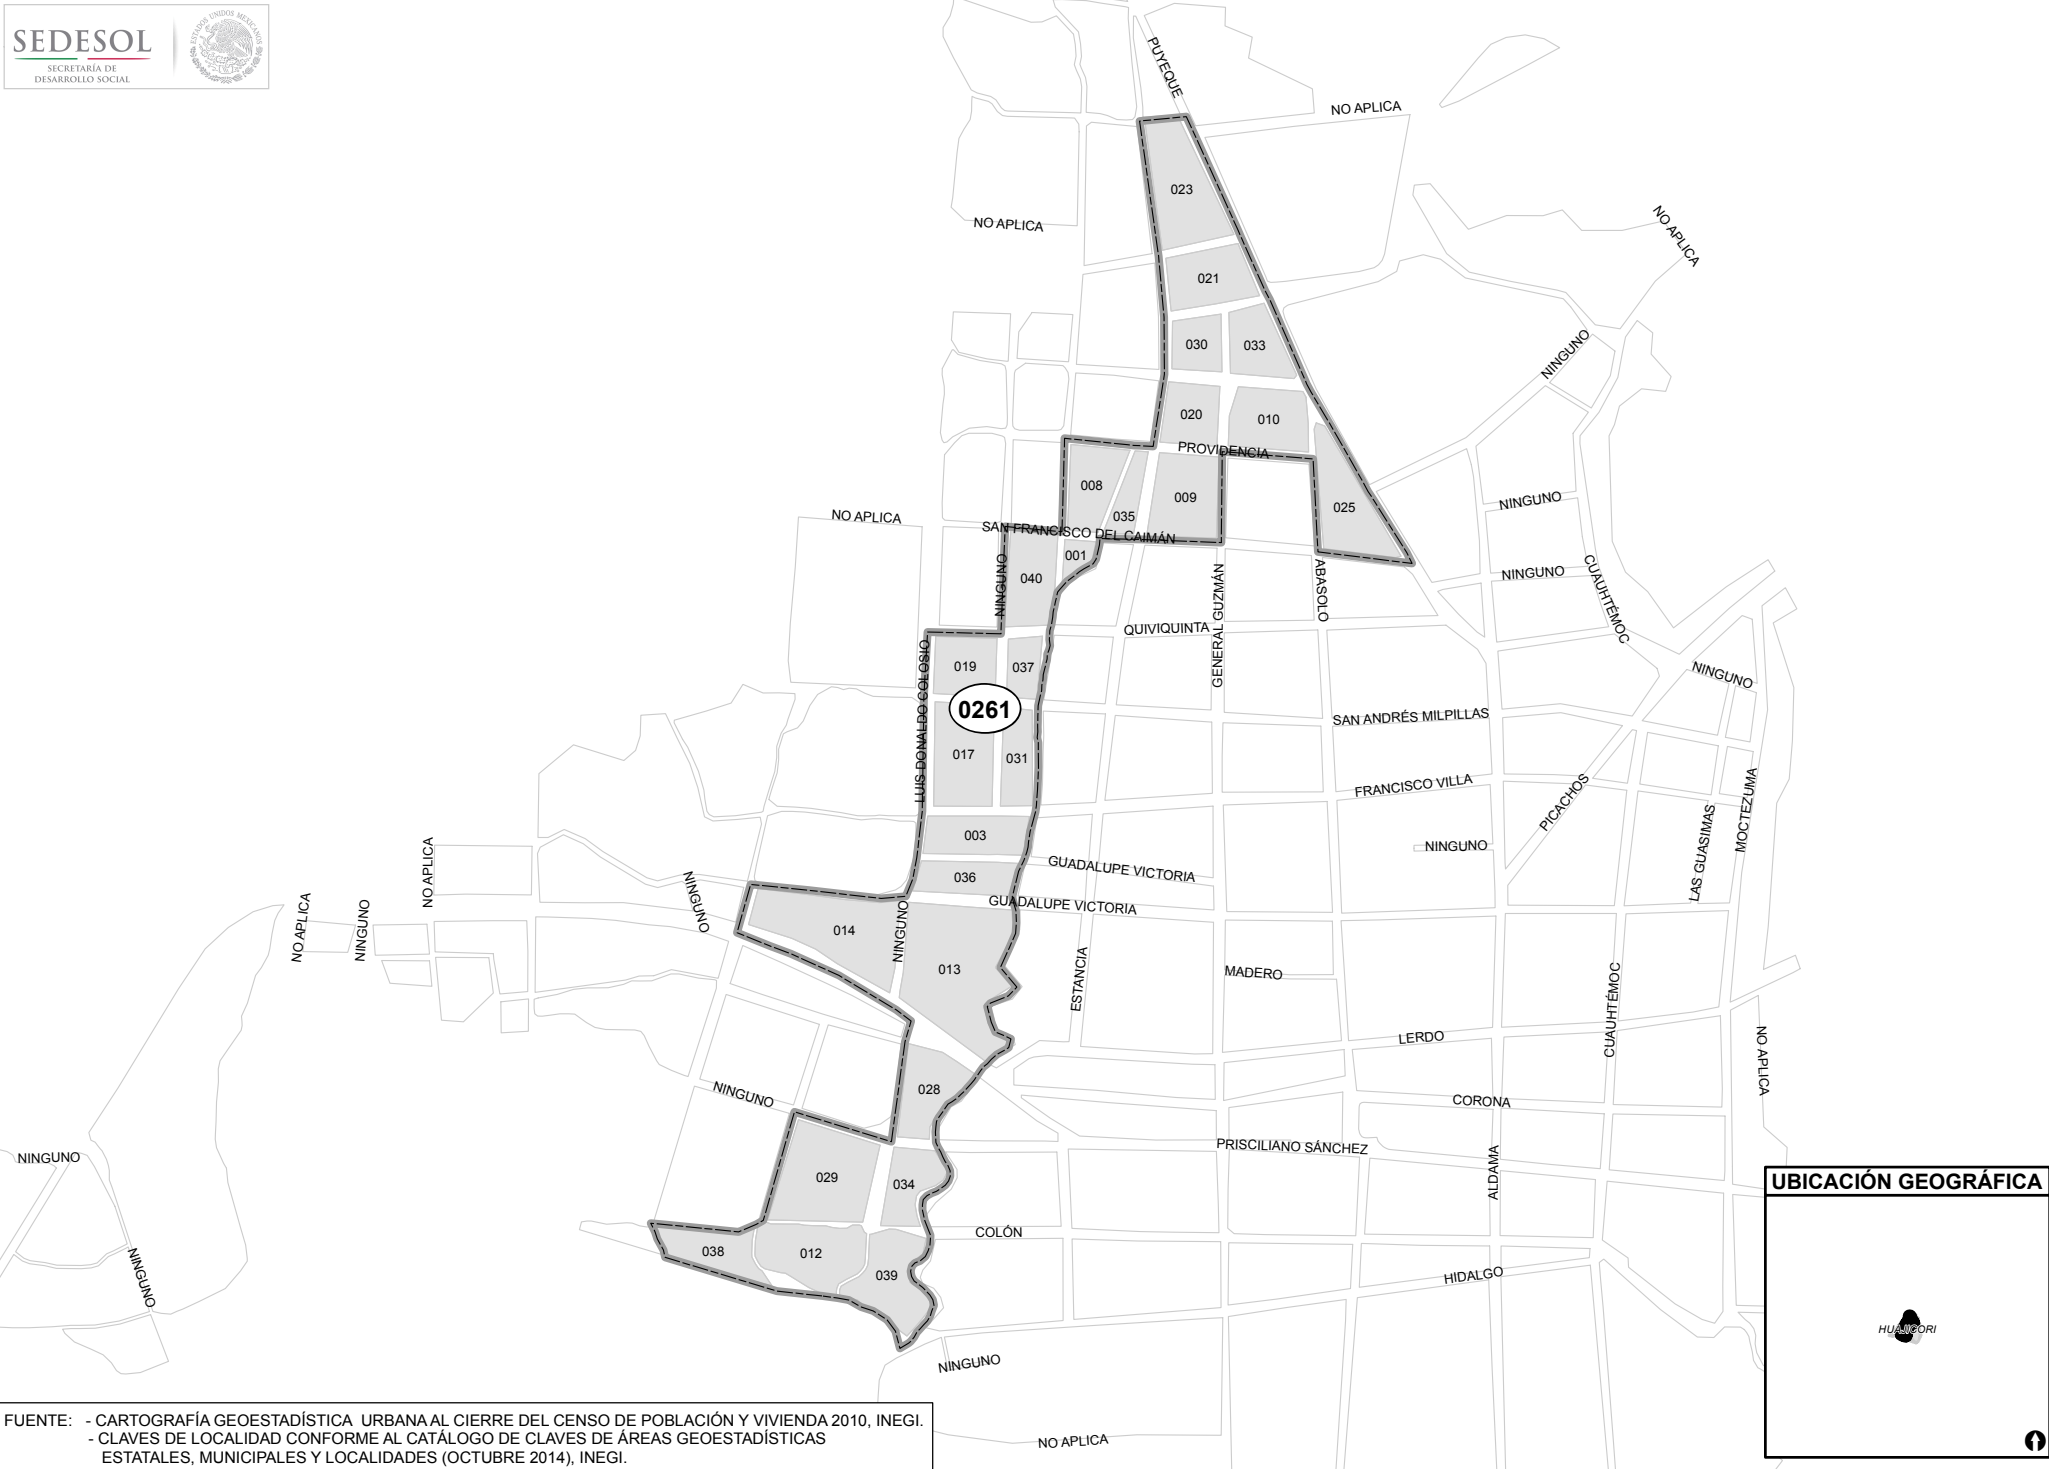 SEDESOL
SECRETARÍA DE
DESARROLLO SOCIAL
ESTADOS UNIDOS MEXICANOS
PUYEQUE
NO APLICA
023
NO APLICA
NO APLICA
021
030
033
NINGUNO
020
010
PROVIDENCIA
008
009
035
025
NINGUNO
NO APLICA
SAN FRANCISCO DEL CAIMÁN
001
040
NINGUNO
GENERAL GUZMÁN
ABASOLO
NINGUNO
CUAUHTÉMOC
QUIVIQUINTA
019
037
LUIS DONALDO COLOSIO
NINGUNO
0261
SAN ANDRÉS MILPILLAS
017
031
FRANCISCO VILLA
PICACHOS
MOCTEZUMA
LAS GUASIMAS
003
NINGUNO
GUADALUPE VICTORIA
036
NO APLICA
NINGUNO
GUADALUPE VICTORIA
NO APLICA
NINGUNO
014
NINGUNO
013
ESTANCIA
MADERO
CUAUHTÉMOC
LERDO
NO APLICA
028
NINGUNO
CORONA
PRISCILIANO SÁNCHEZ
ALDAMA
NINGUNO
029
034
COLÓN
038
012
039
HIDALGO
NINGUNO
NINGUNO
NO APLICA
UBICACIÓN GEOGRÁFICA
HUAJICORI
FUENTE: - CARTOGRAFÍA GEOESTADÍSTICA URBANA AL CIERRE DEL CENSO DE POBLACIÓN Y VIVIENDA 2010, INEGI.
- CLAVES DE LOCALIDAD CONFORME AL CATÁLOGO DE CLAVES DE ÁREAS GEOESTADÍSTICAS
ESTATALES, MUNICIPALES Y LOCALIDADES (OCTUBRE 2014), INEGI.